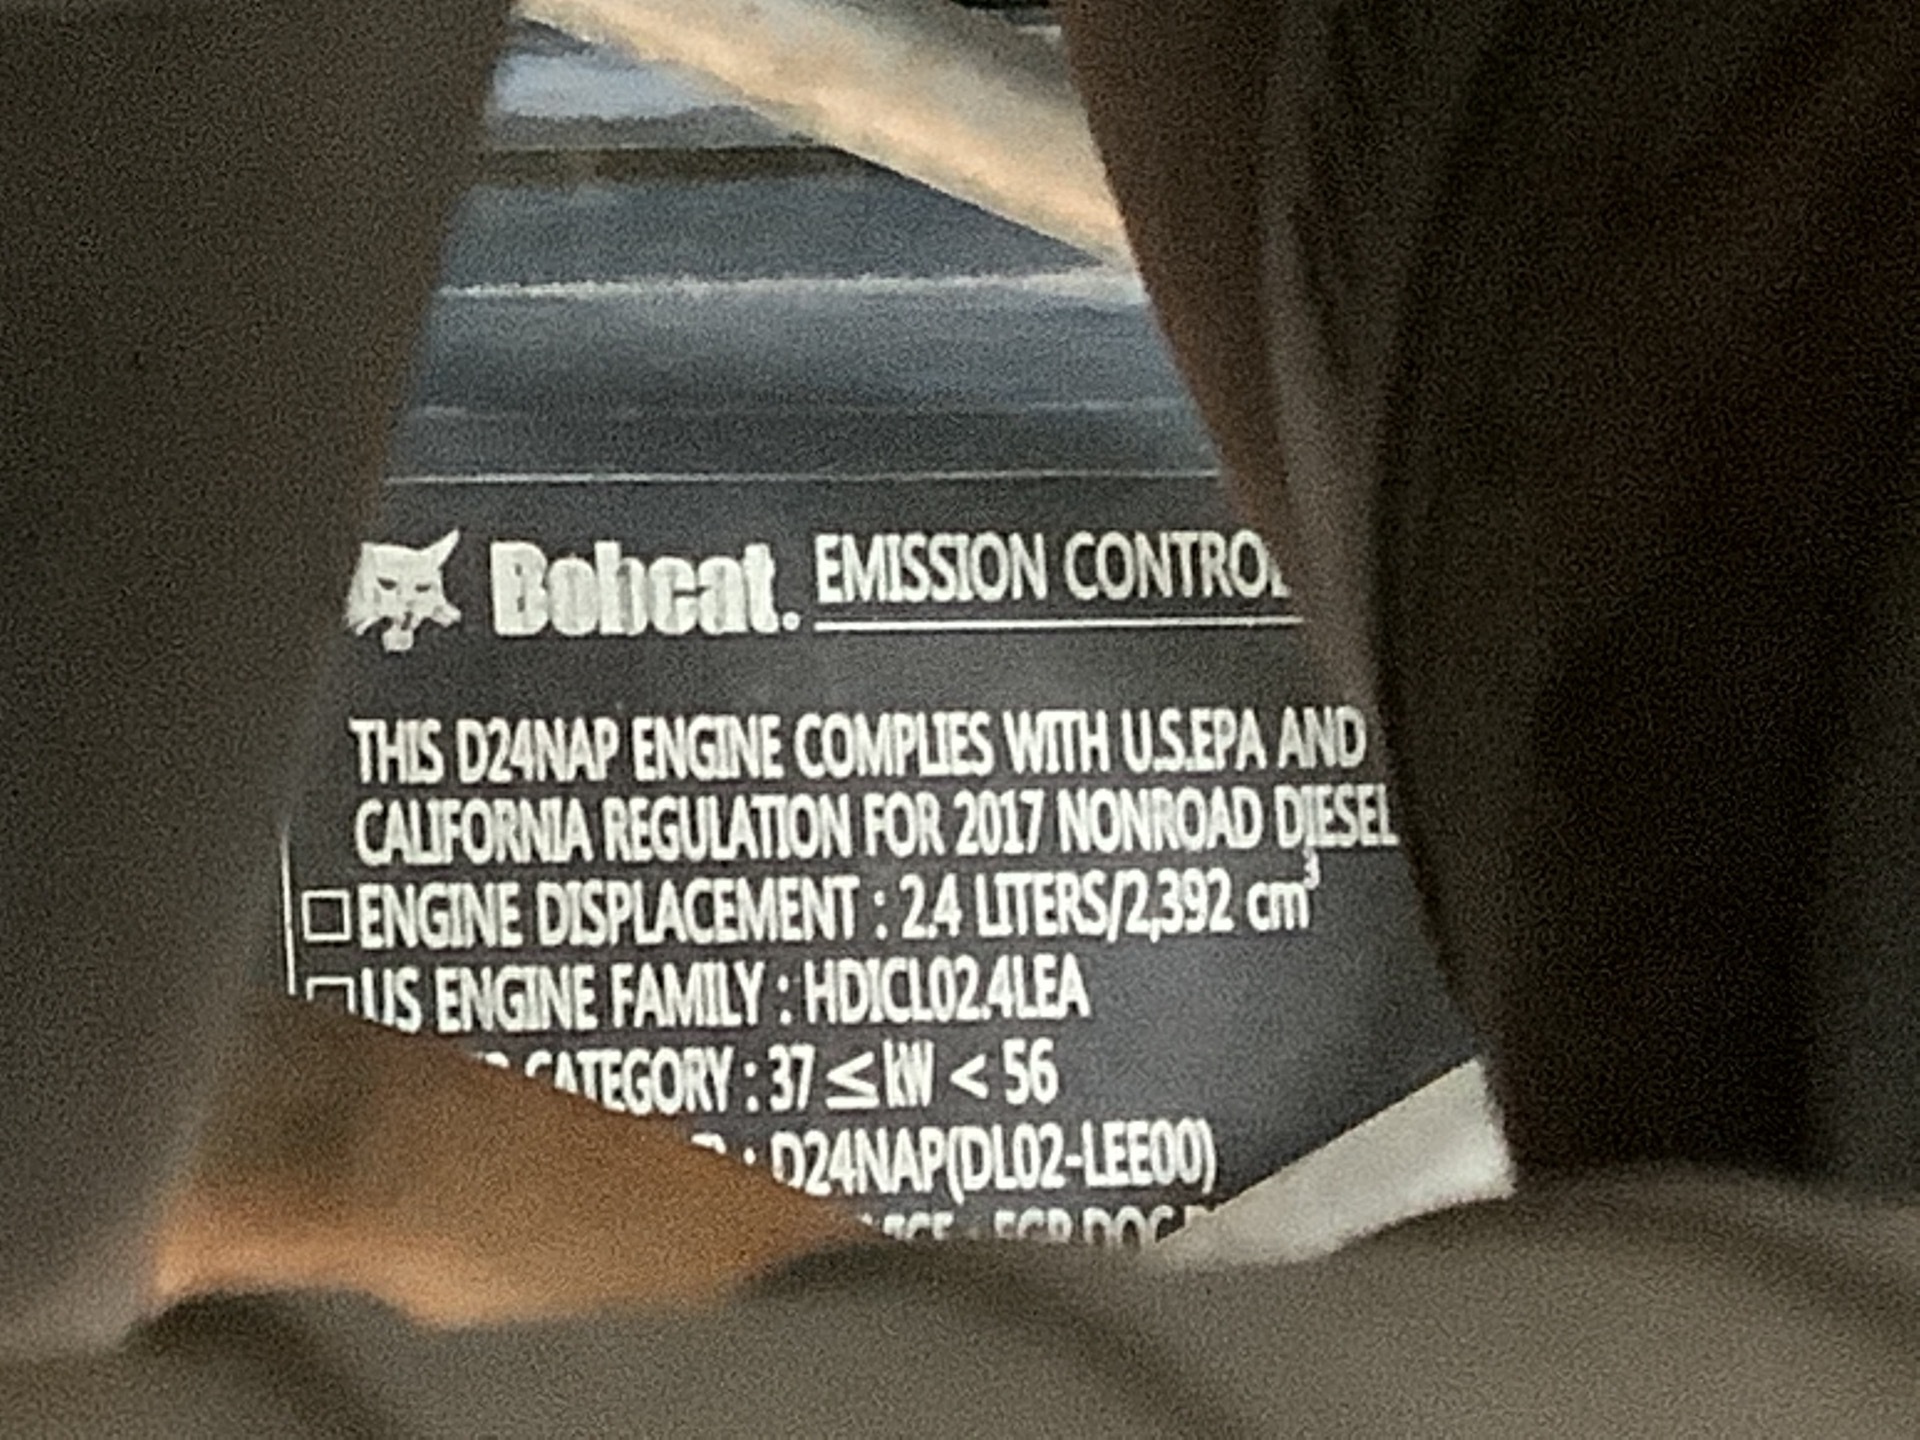 Bobcat. EMISSION CONTROL
THIS D24NAP ENGINE COMPLIES WITH U.S.EPA AND
CALIFORNIA REGULATION FOR 2017 NONROAD DIESEL
□ENGINE DISPLACEMENT : 2.4 LITERS/2,392 cm³
□US ENGINE FAMILY : HDICL02.4LEA
CATEGORY : 37 ≤ kW < 56
: D24NAP(DL02-LEE00)